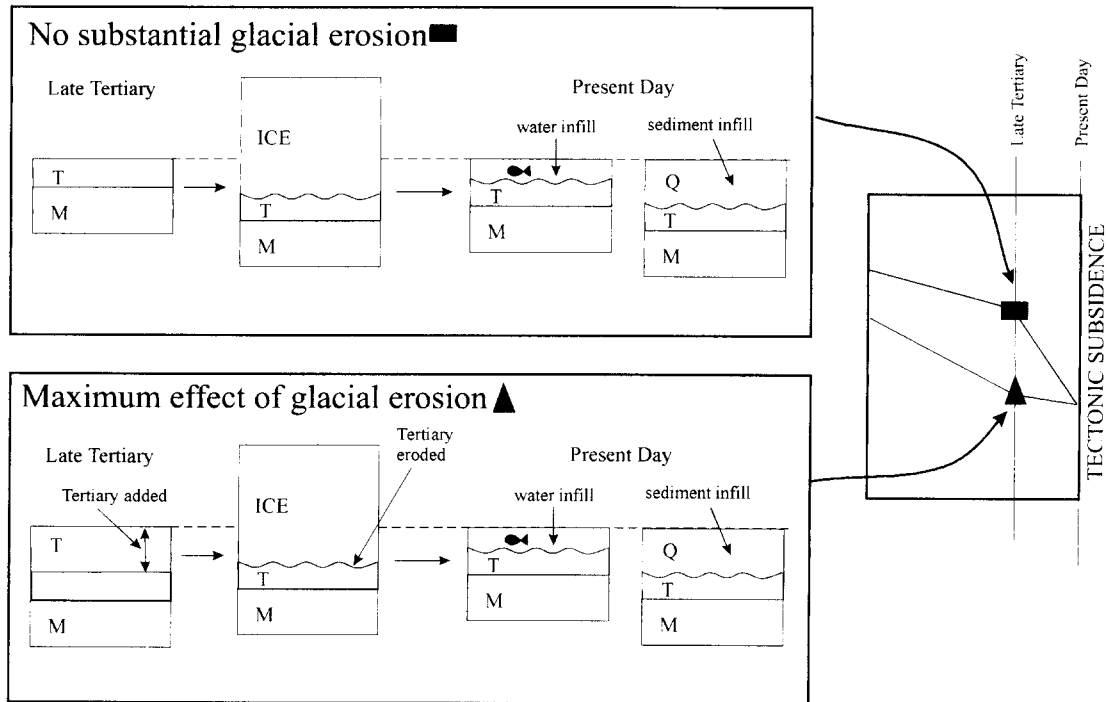 No substantial glacial erosion
Late Tertiary
Present Day
ICE
water infill
sediment infill
T
M
T
M
T
M
Q
T
M
Maximum effect of glacial erosion
Late Tertiary
Tertiary added
Tertiary
eroded
Present Day
ICE
water infill
sediment infill
T
M
T
M
T
M
Q
T
M
Late Tertiary
Present Day
TECTONIC SUBSIDENCE